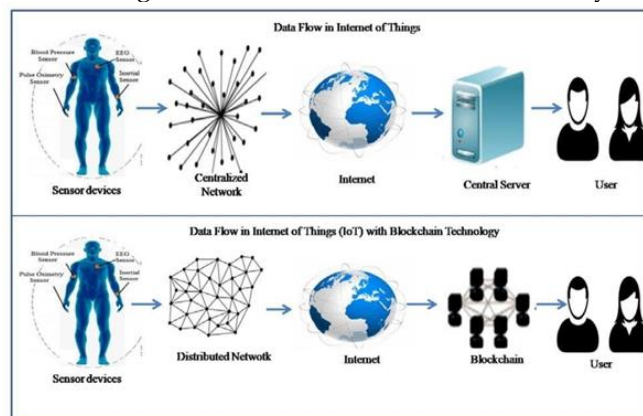 Data Flow in Internet of Things
Blood Pressure
Sensor
EEG
Sensor
Pulse Oximetry
Sensor
Inertial
Sensor
Sensor devices
Centralized
Network
Internet
Central Server
User
Data Flow in Internet of Things (IoT) with Blockchain Technology
Blood Pressure
Sensor
EEG
Sensor
Pulse Oximetry
Sensor
Inertial
Sensor
Sensor devices
Distributed Netwotk
Internet
Blockchain
User